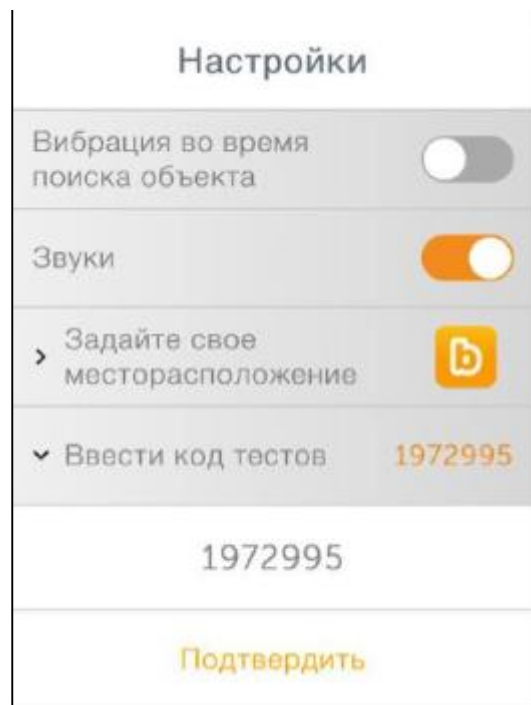 Настройки
Вибрация во время
поиска объекта
Звуки
Задайте свое
месторасположение
Ввести код тестов 1972995
1972995
Подтвердить